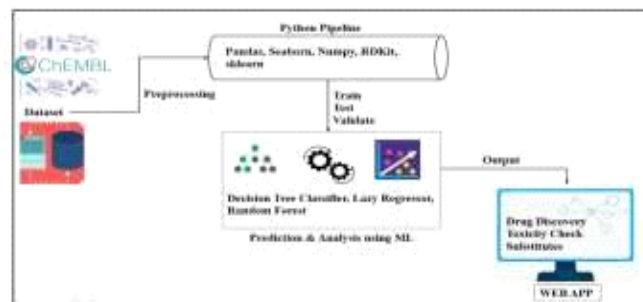 Python Pipeline
Pandas, Seaborn, Numpy, RDKit,
sklearn
ChEMBL
Preprocessing
Dataset
Train
Test
Validate
Output
Decision Tree Classifier, Lazy Regressor,
Random Forest
Prediction & Analysis using ML
Drug Discovery
Toxicity Check
Substitutes
WEB APP